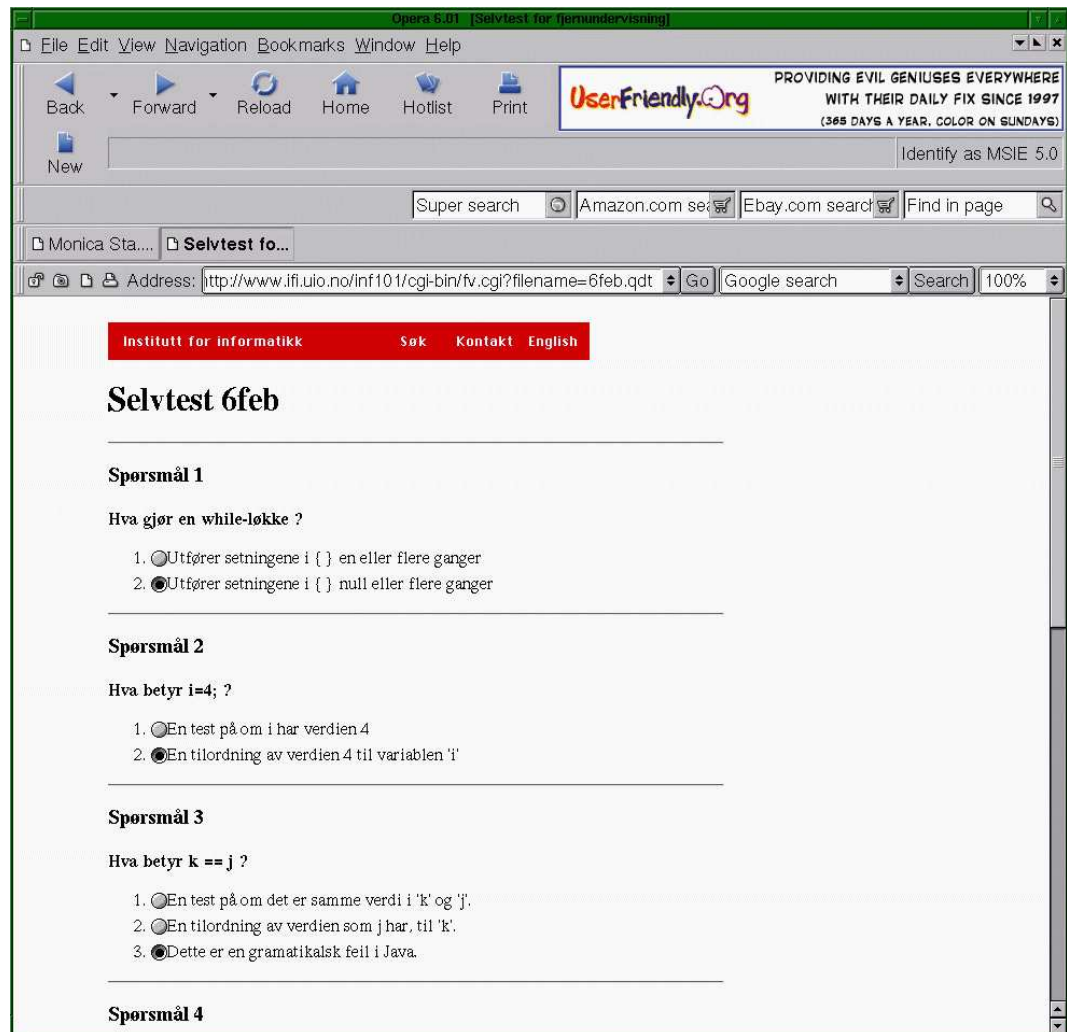 Opera 6.01 [Selvtest for fjernundervisning]
File Edit View Navigation Bookmarks Window Help
Back Forward Reload Home Hotlist Print
UserFriendly.Org
PROVIDING EVIL GENIUSES EVERYWHERE
WITH THEIR DAILY FIX SINCE 1997
(365 DAYS A YEAR, COLOR ON SUNDAYS)
New
Identify as MSIE 5.0
Super search Amazon.com sea Ebay.com search Find in page
Monica Sta.... Selvtest fo...
Address: ttp://www.ifi.uio.no/inf101/cgi-bin/fv.cgi?filename=6feb.qdt Go Google search Search 100%
Institutt for informatikk Søk Kontakt English
Selvtest 6feb
Spørsmål 1
Hva gjør en while-løkke ?
1. Utfører setningene i { } en eller flere ganger
2. Utfører setningene i { } null eller flere ganger
Spørsmål 2
Hva betyr i=4; ?
1. En test på om i har verdien 4
2. En tilordning av verdien 4 til variablen 'i'
Spørsmål 3
Hva betyr k == j ?
1. En test på om det er samme verdi i 'k' og 'j'.
2. En tilordning av verdien som j har, til 'k'.
3. Dette er en gramatikalsk feil i Java.
Spørsmål 4